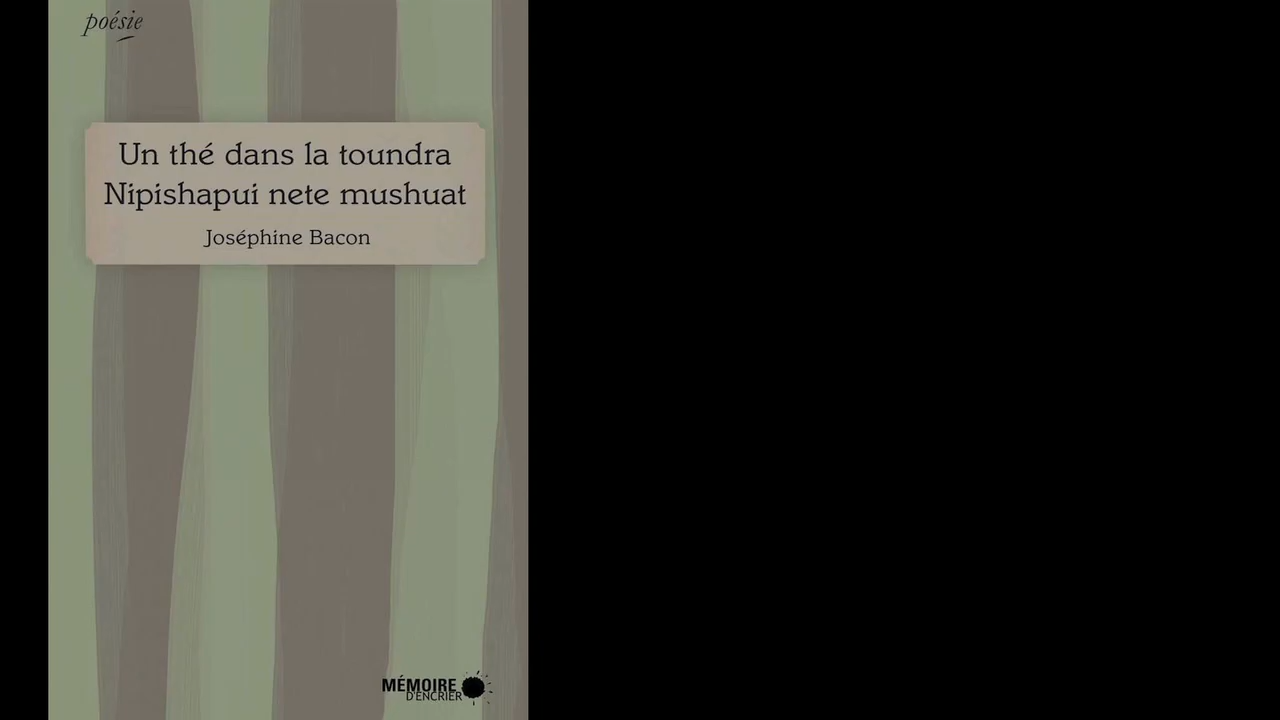 poésie
Un thé dans la toundra
Nipishapui nete mushuat
Joséphine Bacon
MÉMOIRE
D'ENCRIER